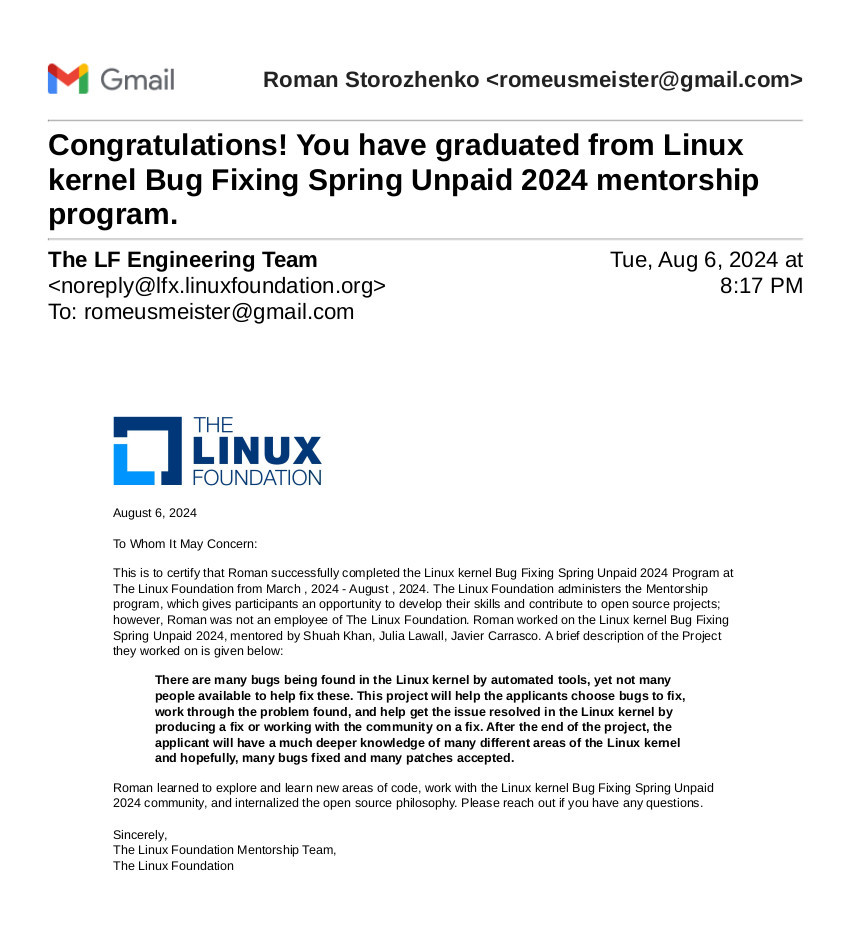 Gmail
Roman Storozhenko <romeusmeister@gmail.com>
Congratulations! You have graduated from Linux
kernel Bug Fixing Spring Unpaid 2024 mentorship
program.
The LF Engineering Team
<noreply@lfx.linuxfoundation.org>
To: romeusmeister@gmail.com
Tue, Aug 6, 2024 at
8:17 PM
THE
LINUX
FOUNDATION
August 6, 2024
To Whom It May Concern:
This is to certify that Roman successfully completed the Linux kernel Bug Fixing Spring Unpaid 2024 Program at
The Linux Foundation from March , 2024 - August , 2024. The Linux Foundation administers the Mentorship
program, which gives participants an opportunity to develop their skills and contribute to open source projects;
however, Roman was not an employee of The Linux Foundation. Roman worked on the Linux kernel Bug Fixing
Spring Unpaid 2024, mentored by Shuah Khan, Julia Lawall, Javier Carrasco. A brief description of the Project
they worked on is given below:
There are many bugs being found in the Linux kernel by automated tools, yet not many
people available to help fix these. This project will help the applicants choose bugs to fix,
work through the problem found, and help get the issue resolved in the Linux kernel by
producing a fix or working with the community on a fix. After the end of the project, the
applicant will have a much deeper knowledge of many different areas of the Linux kernel
and hopefully, many bugs fixed and many patches accepted.
Roman learned to explore and learn new areas of code, work with the Linux kernel Bug Fixing Spring Unpaid
2024 community, and internalized the open source philosophy. Please reach out if you have any questions.
Sincerely,
The Linux Foundation Mentorship Team,
The Linux Foundation